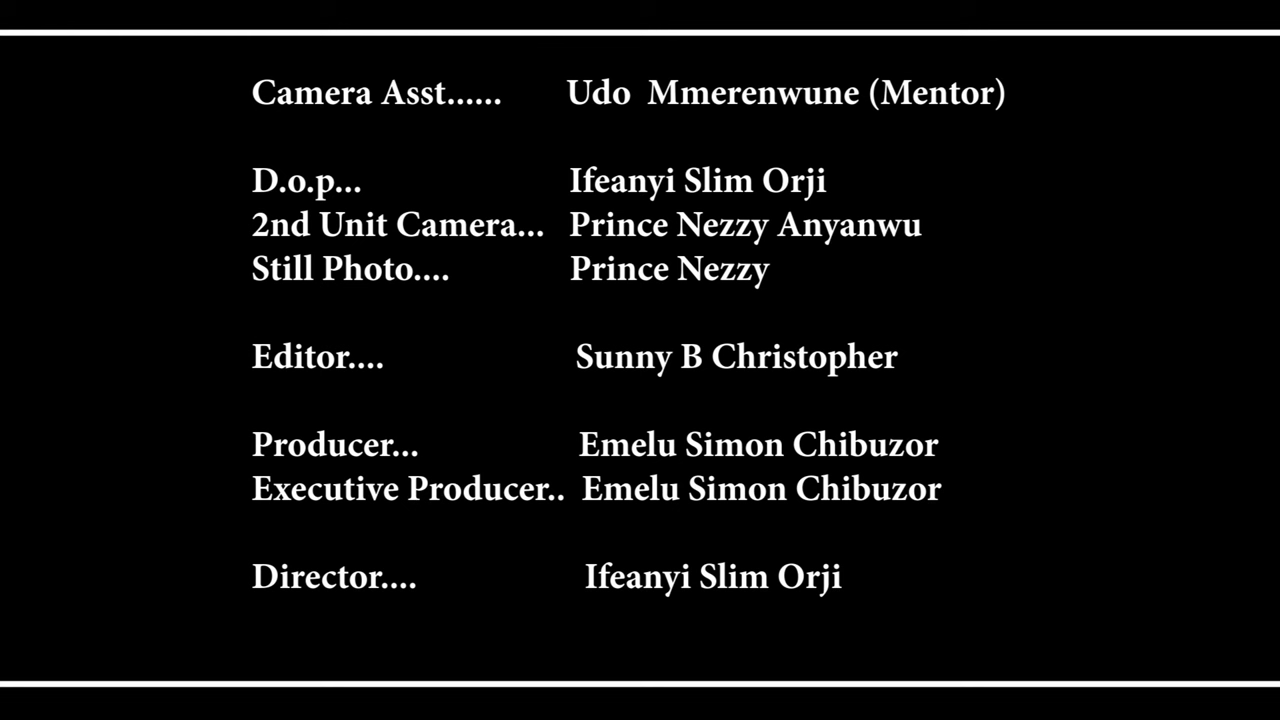 Camera Asst...... Udo Mmerenwune (Mentor)
D.o.p... Ifeanyi Slim Orji
2nd Unit Camera... Prince Nezzy Anyanwu
Still Photo.... Prince Nezzy
Editor.... Sunny B Christopher
Producer... Emelu Simon Chibuzor
Executive Producer.. Emelu Simon Chibuzor
Director.... Ifeanyi Slim Orji